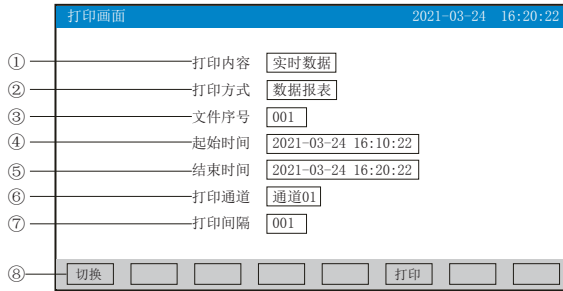 打印画面 2021-03-24 16:20:22
① 打印内容 实时数据
② 打印方式 数据报表
③ 文件序号 001
④ 起始时间 2021-03-24 16:10:22
⑤ 结束时间 2021-03-24 16:20:22
⑥ 打印通道 通道01
⑦ 打印间隔 001
⑧ 切换 打印